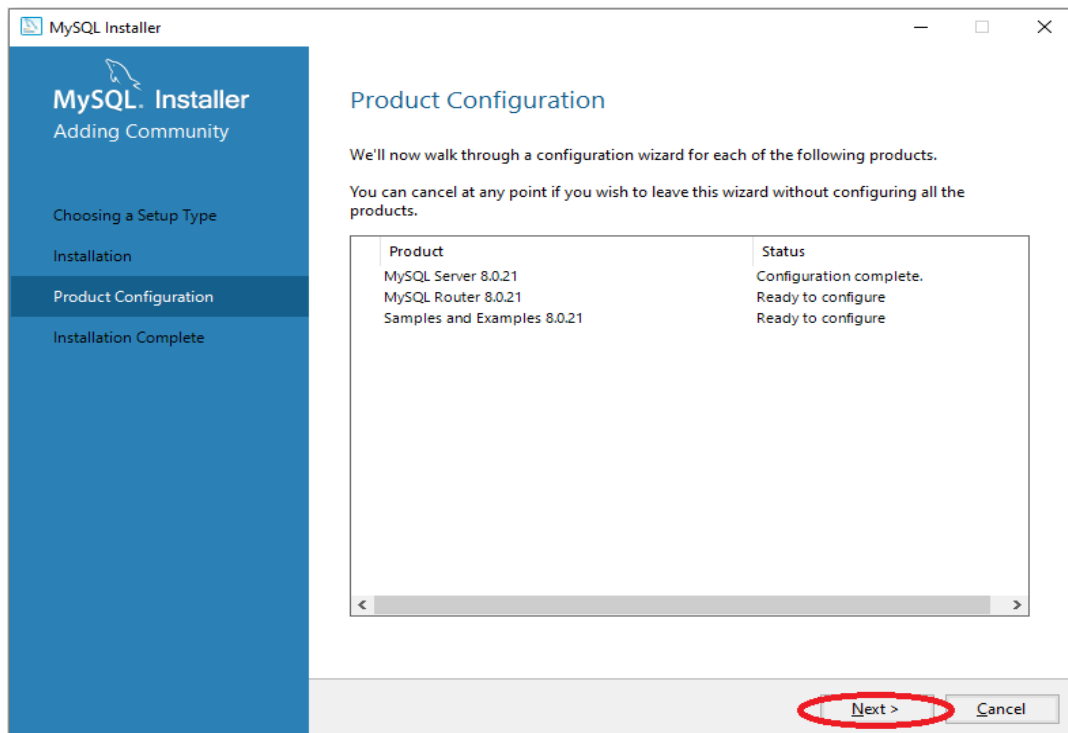 MySQL Installer
MySQL. Installer
Adding Community
Choosing a Setup Type
Installation
Product Configuration
Installation Complete
Product Configuration
We'll now walk through a configuration wizard for each of the following products.
You can cancel at any point if you wish to leave this wizard without configuring all the
products.
Product Status
MySQL Server 8.0.21 Configuration complete.
MySQL Router 8.0.21 Ready to configure
Samples and Examples 8.0.21 Ready to configure
Next > Cancel